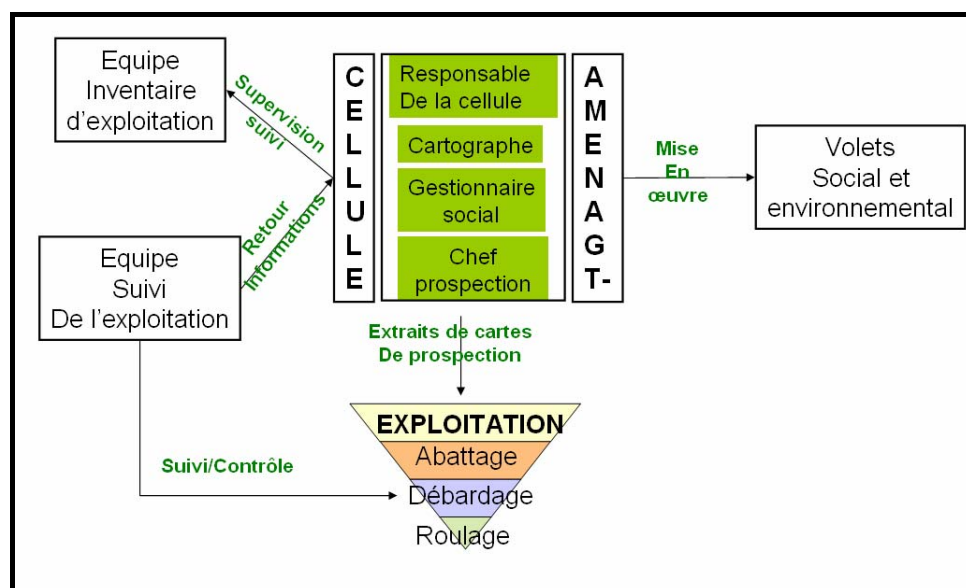 Equipe
Inventaire
d'exploitation
Supervision
suivi
Equipe
Suivi
De l'exploitation
Retour
Informations
CELLULE
Responsable
De la cellule
Cartographe
Gestionnaire
social
Chef
prospection
AMENAGT-
Mise
En
œuvre
Volets
Social et
environnemental
Extraits de cartes
De prospection
EXPLOITATION
Abattage
Débardage
Roulage
Suivi/Contrôle